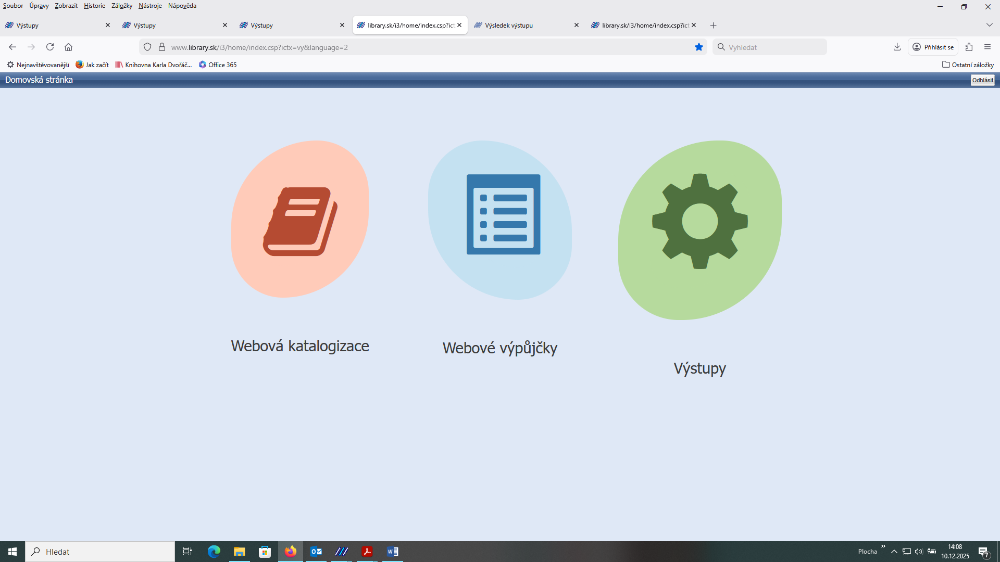 Soubor Úpravy Zobrazit Historie Záložky Nástroje Nápověda
Výstupy
Výstupy
Výstupy
library.sk/i3/home/index.csp?ict
Výsledek výstupu
library.sk/i3/home/index.csp?ict
www.library.sk/i3/home/index.csp?ictx=vy&language=2
Vyhledat
Přihlásit se
Nejnavštěvovanější
Jak začít
Knihovna Karla Dvořáč...
Office 365
Ostatní záložky
Domovská stránka
Odhlásit
Webová katalogizace
Webové výpůjčky
Výstupy
Hledat
Plocha
14:08
10.12.2025
7